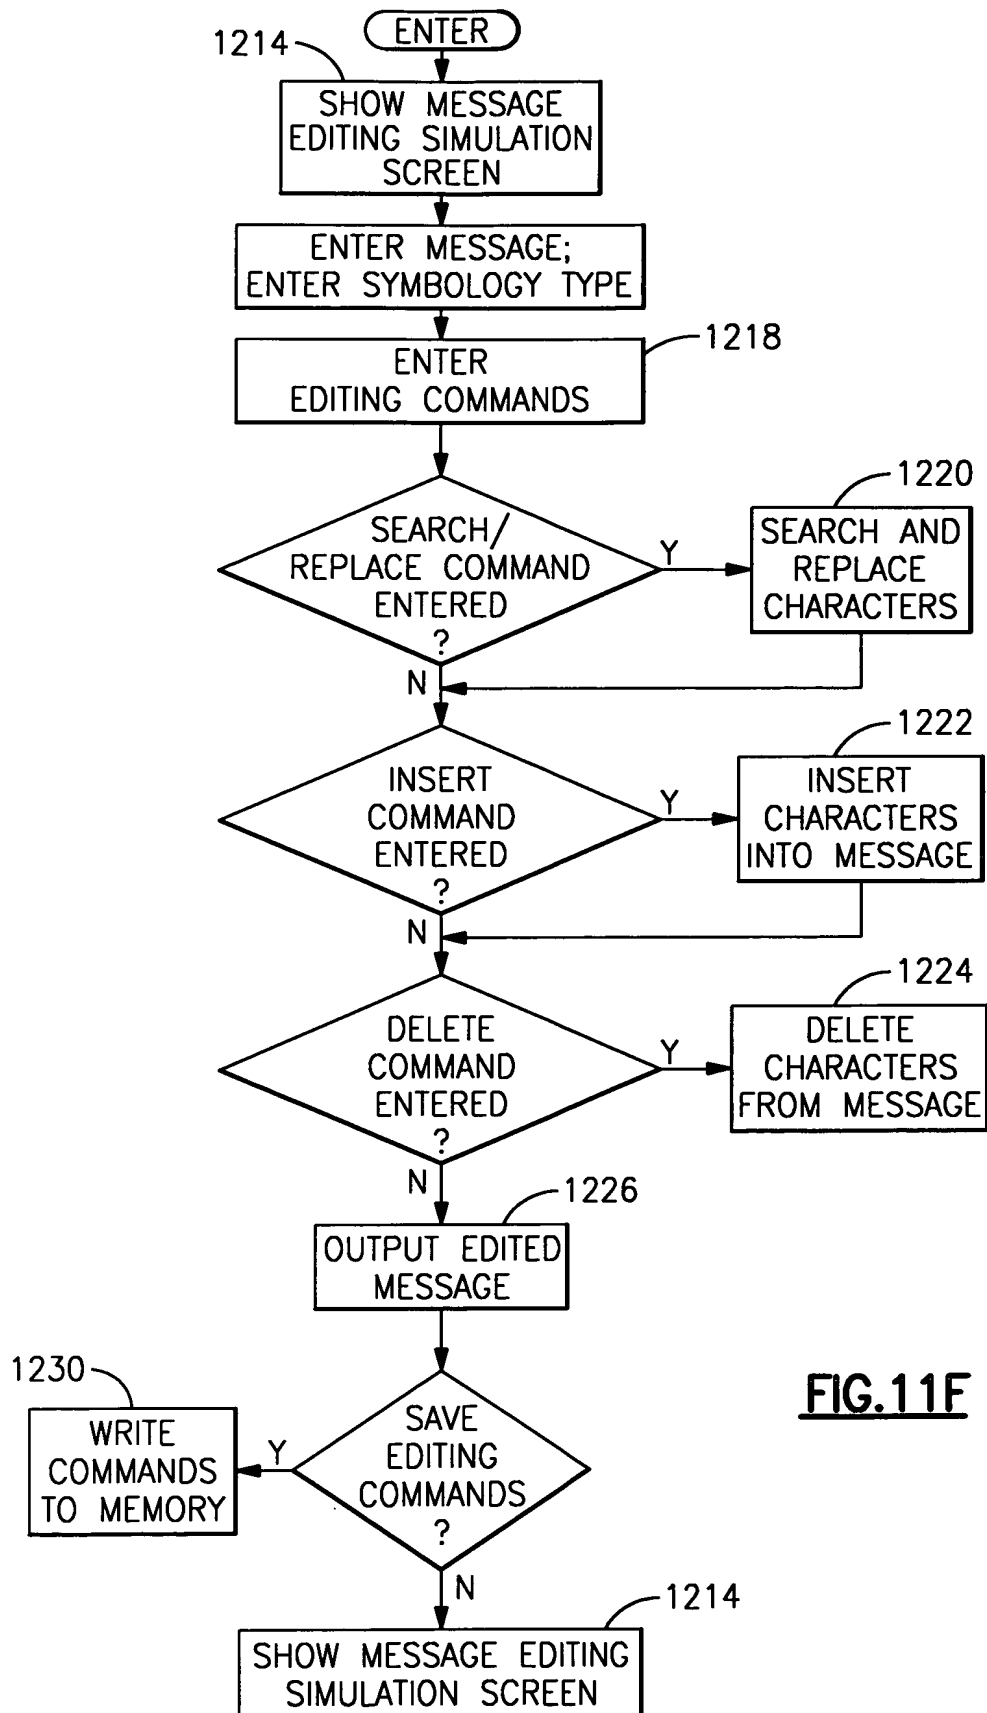 ENTER
1214
SHOW MESSAGE
EDITING SIMULATION
SCREEN
ENTER MESSAGE;
ENTER SYMBOLOGY TYPE
1218
ENTER
EDITING COMMANDS
SEARCH/
REPLACE COMMAND
ENTERED
?
Y
N
1220
SEARCH AND
REPLACE
CHARACTERS
INSERT
COMMAND
ENTERED
?
Y
N
1222
INSERT
CHARACTERS
INTO MESSAGE
DELETE
COMMAND
ENTERED
?
Y
N
1224
DELETE
CHARACTERS
FROM MESSAGE
1226
OUTPUT EDITED
MESSAGE
SAVE
EDITING
COMMANDS
?
Y
N
1230
WRITE
COMMANDS
TO MEMORY
FIG.11F
1214
SHOW MESSAGE EDITING
SIMULATION SCREEN